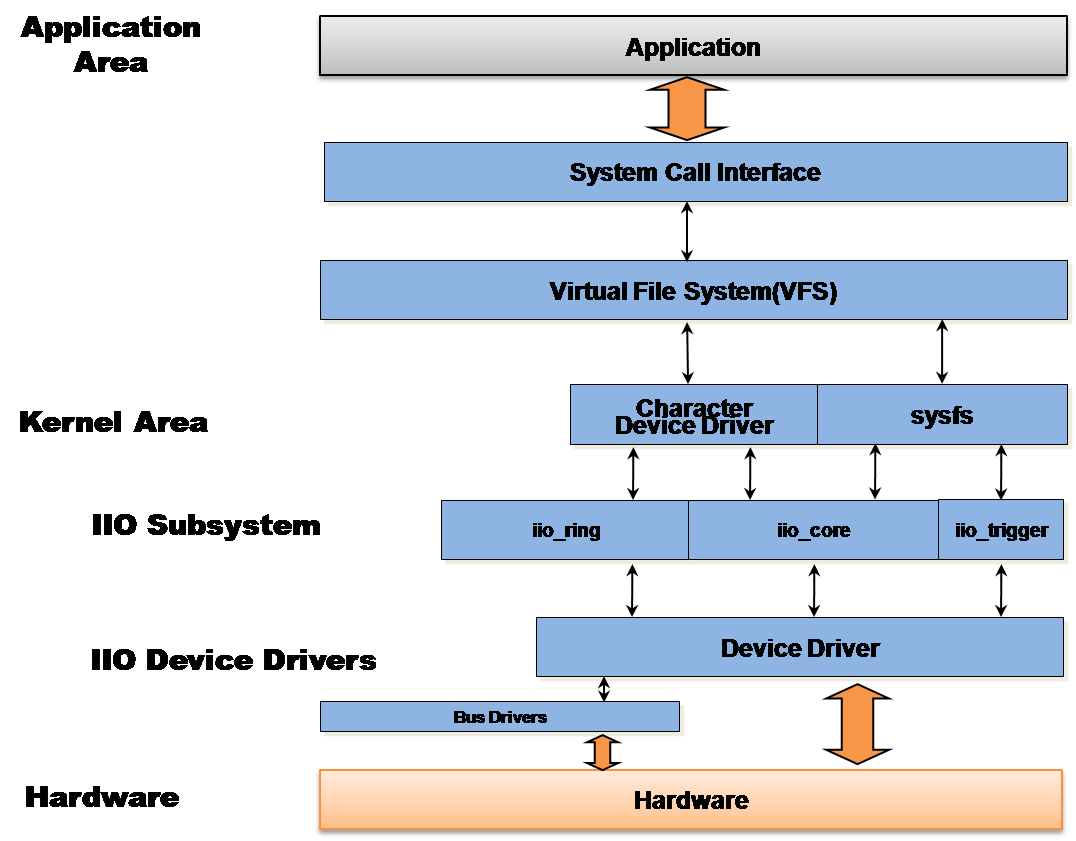 Application
Area
Application
System Call Interface
Virtual File System(VFS)
Kernel Area
Character
Device Driver
sysfs
IIO Subsystem
iio_ring
iio_core
iio_trigger
IIO Device Drivers
Device Driver
Bus Drivers
Hardware
Hardware